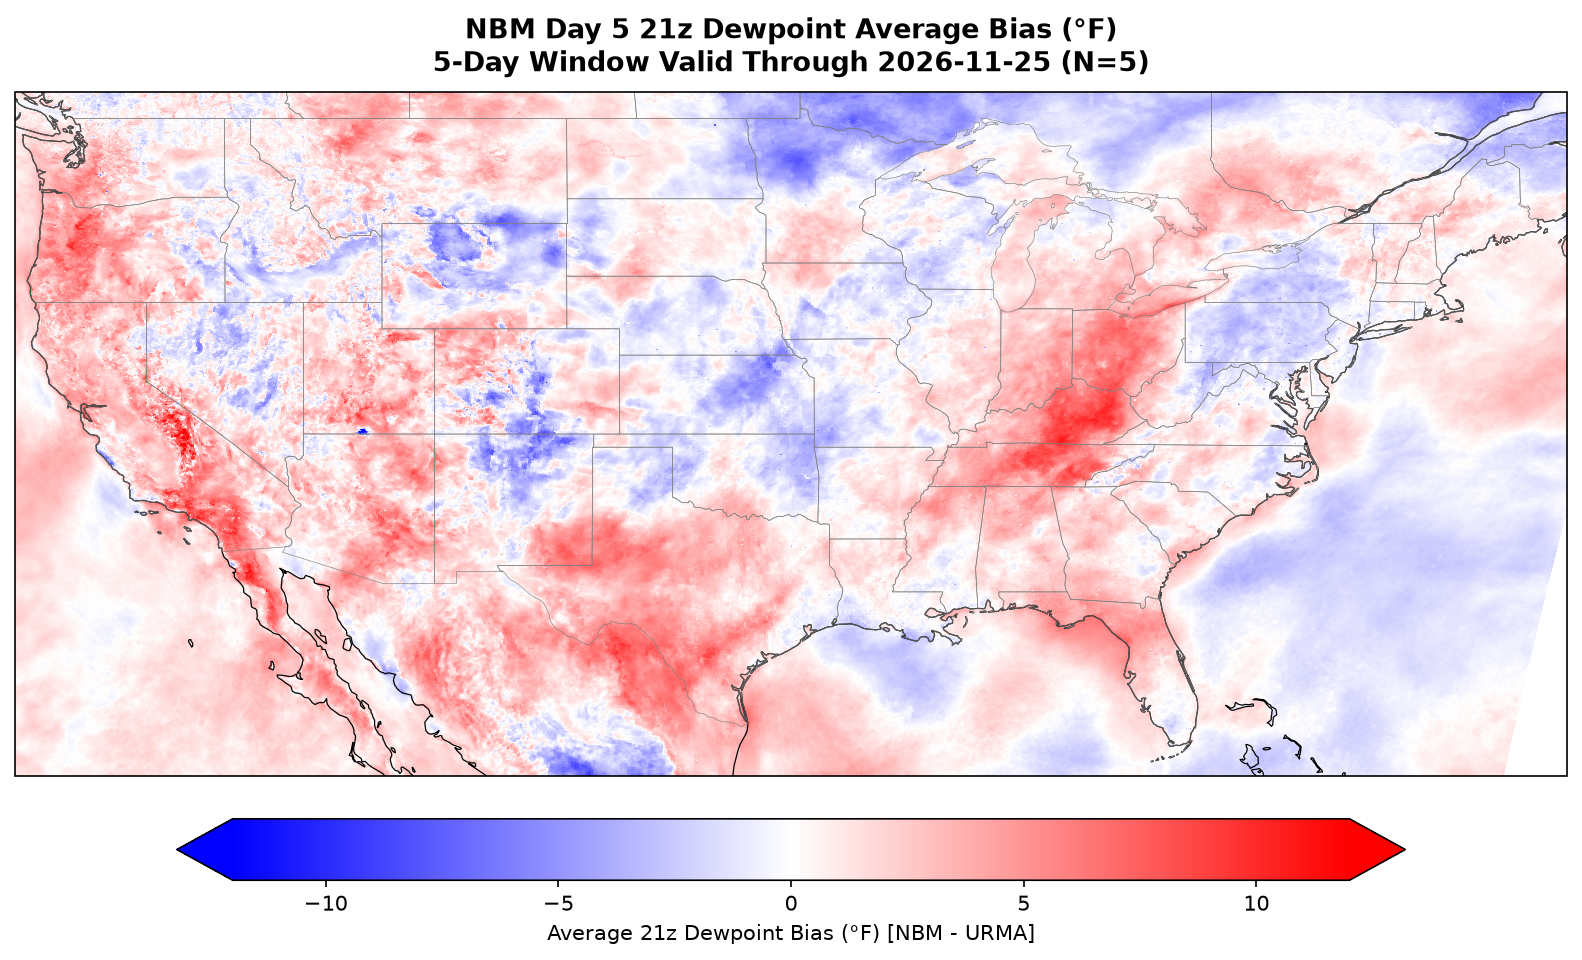 NBM Day 5 21z Dewpoint Average Bias (°F)
5-Day Window Valid Through 2026-11-25 (N=5)
−10 −5 0 5 10
Average 21z Dewpoint Bias (°F) [NBM - URMA]